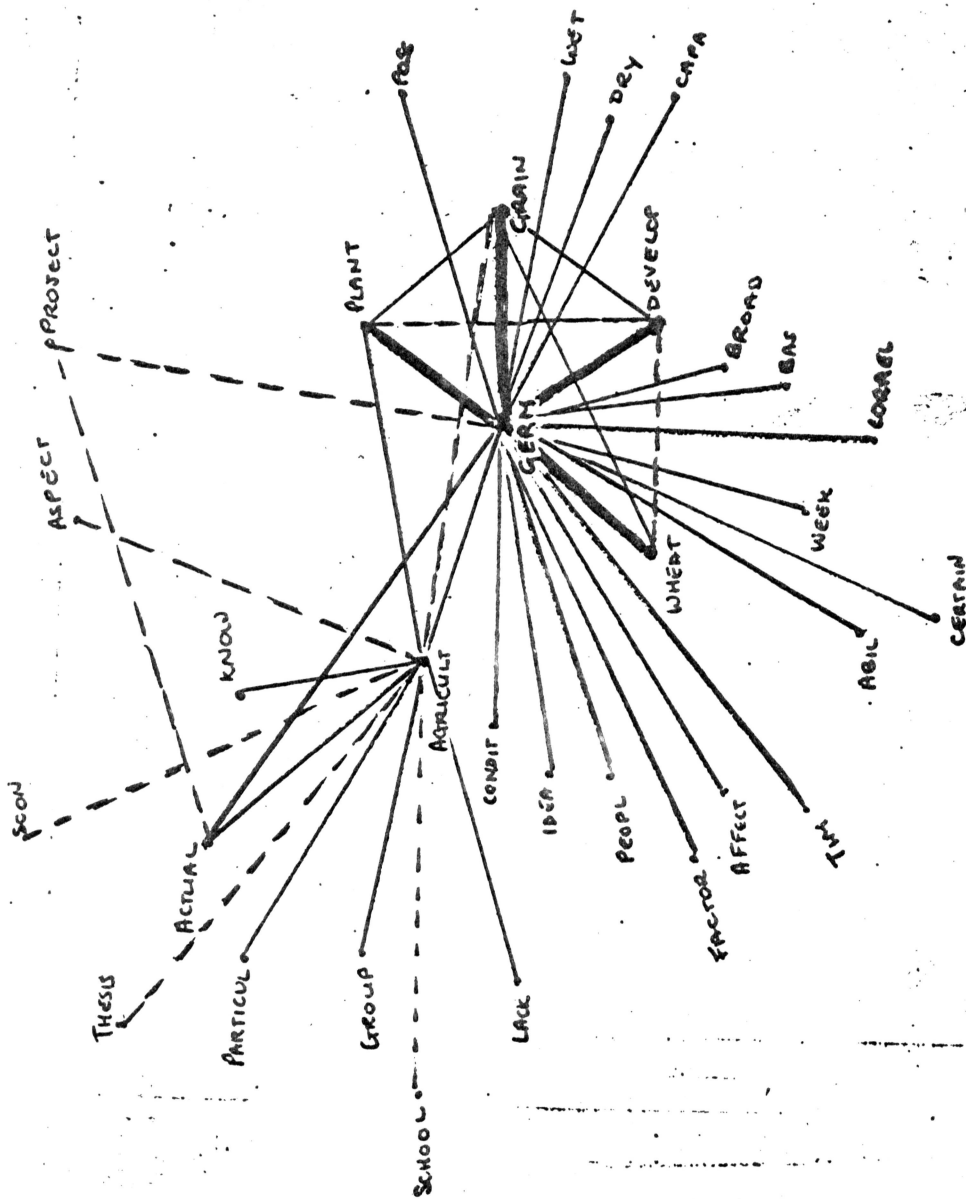 SCON
PROJECT
ASPECT
POS
WET
DRY
CAPA
KNOW
PLANT
GRAIN
THESIS
ACTUAL
PARTICUL
GROUP
SCHOOL
LACK
AGRICULT
GERM
DEVELOP
BROAD
BAS
CORREL
WEEK
CERTAIN
ABIL
WHEAT
CONDIT
IDEA
PEOPL
FACTOR
AFFECT
TIM